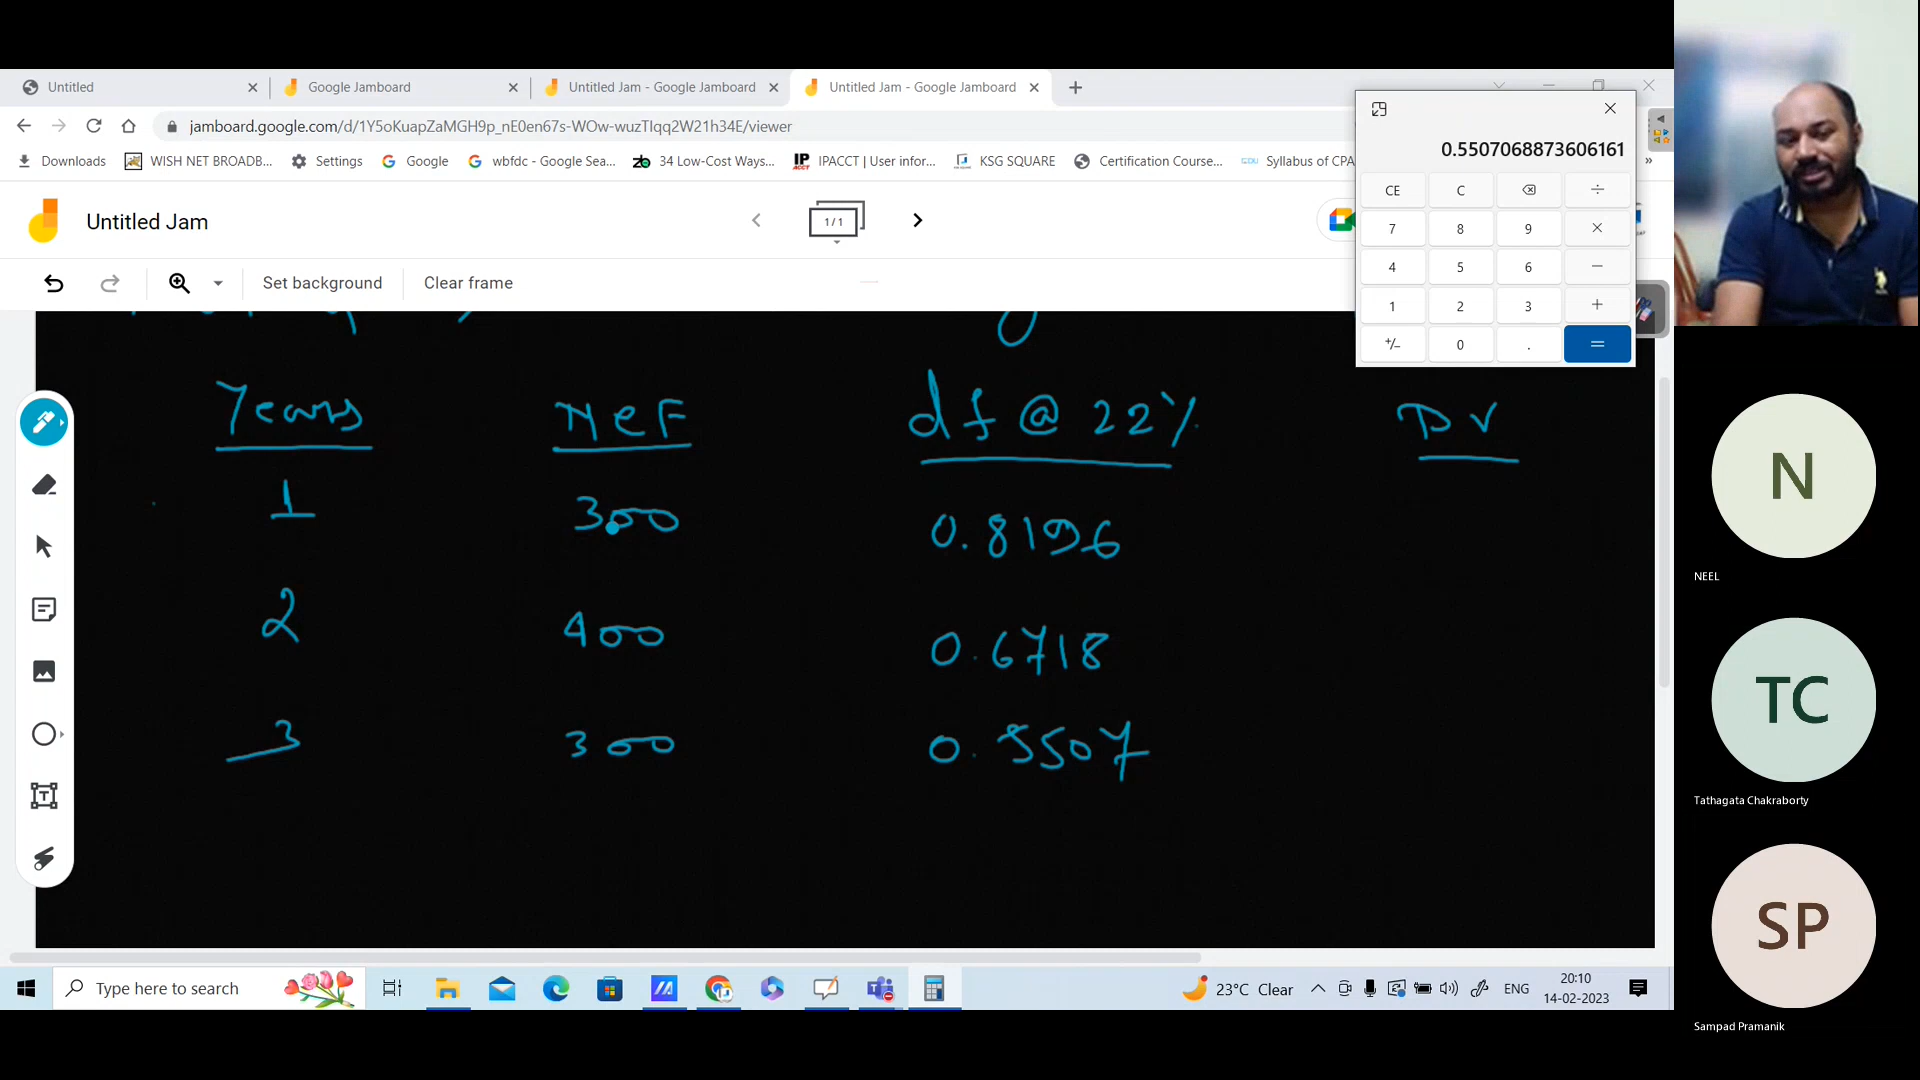 Untitled
Google Jamboard
Untitled Jam - Google Jamboard
Untitled Jam - Google Jamboard
jamboard.google.com/d/1Y5oKuapZaMGH9p_nE0en67s-WOw-wuzTIqq2W21h34E/viewer
Downloads WISH NET BROADB... Settings Google wbfdc - Google Sea... 34 Low-Cost Ways... IPACCT | User infor... KSG SQUARE Certification Course... Syllabus of CPA »
Untitled Jam
1 / 1
Set background Clear frame
0.5507068873606161
CE C ÷
7 8 9 ×
4 5 6 −
1 2 3 +
+/− 0 . =
Years NCF df @ 22% DV
1 300 0.8196
2 400 0.6718
3 300 0.5507
N
NEEL
TC
Tathagata Chakraborty
SP
Sampad Pramanik
Type here to search
23°C Clear
ENG
20:10
14-02-2023